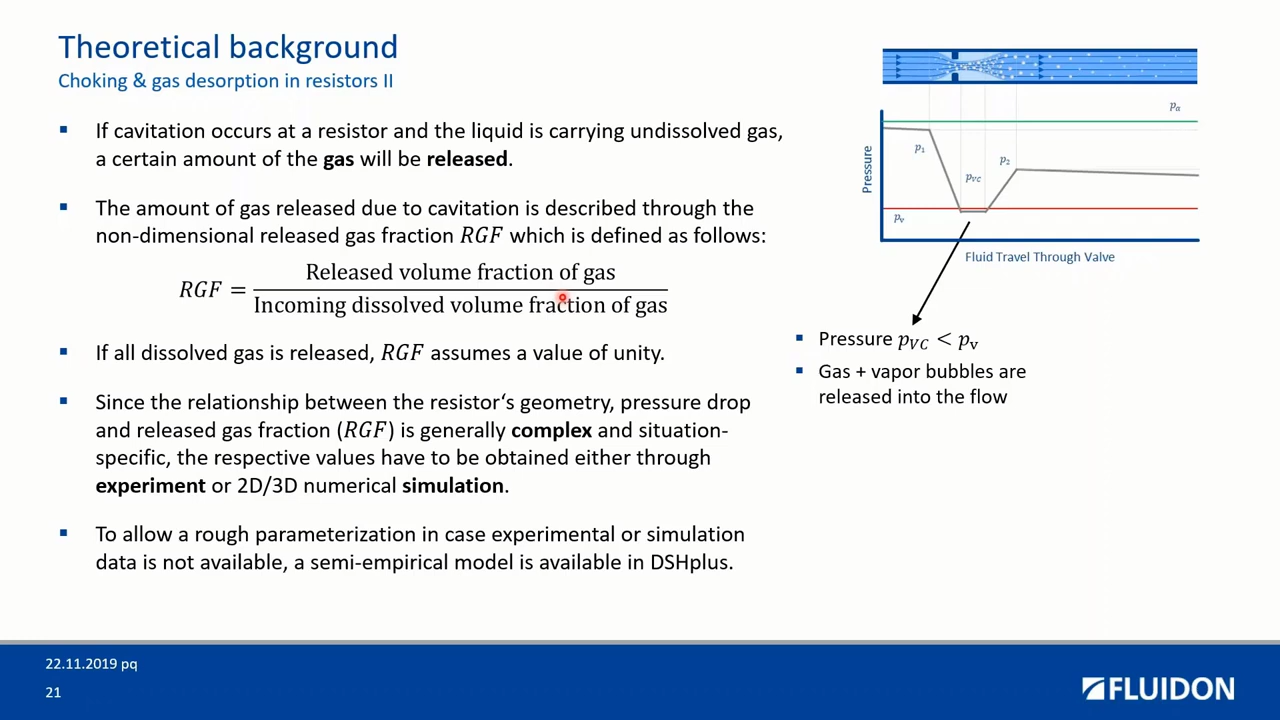 Theoretical background
Choking & gas desorption in resistors II
▪ If cavitation occurs at a resistor and the liquid is carrying undissolved gas,
a certain amount of the gas will be released.
▪ The amount of gas released due to cavitation is described through the
non-dimensional released gas fraction RGF which is defined as follows:
RGF = Released volume fraction of gas
Incoming dissolved volume fraction of gas
▪ If all dissolved gas is released, RGF assumes a value of unity.
▪ Since the relationship between the resistor‘s geometry, pressure drop
and released gas fraction (RGF) is generally complex and situation-
specific, the respective values have to be obtained either through
experiment or 2D/3D numerical simulation.
▪ To allow a rough parameterization in case experimental or simulation
data is not available, a semi-empirical model is available in DSHplus.
pα
p1
p2
pvc
pv
Pressure
Fluid Travel Through Valve
▪ Pressure pVC < pv
▪ Gas + vapor bubbles are
released into the flow
22.11.2019 pq
21
FLUIDON